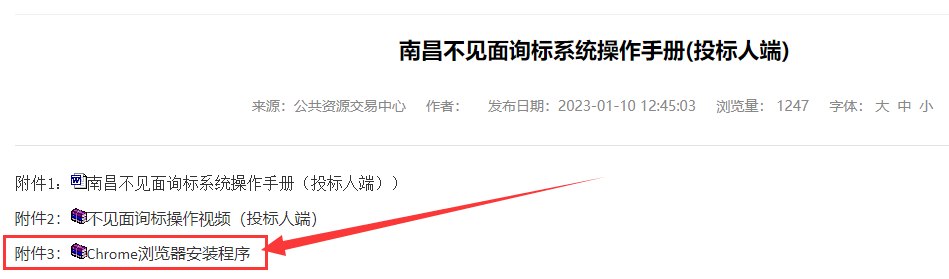 南昌不见面询标系统操作手册(投标人端)
来源：公共资源交易中心 作者： 发布日期：2023-01-10 12:45:03 浏览量： 1247 字体： 大 中 小
附件1： 南昌不见面询标系统操作手册（投标人端））
附件2： 不见面询标操作视频（投标人端）
附件3： Chrome浏览器安装程序